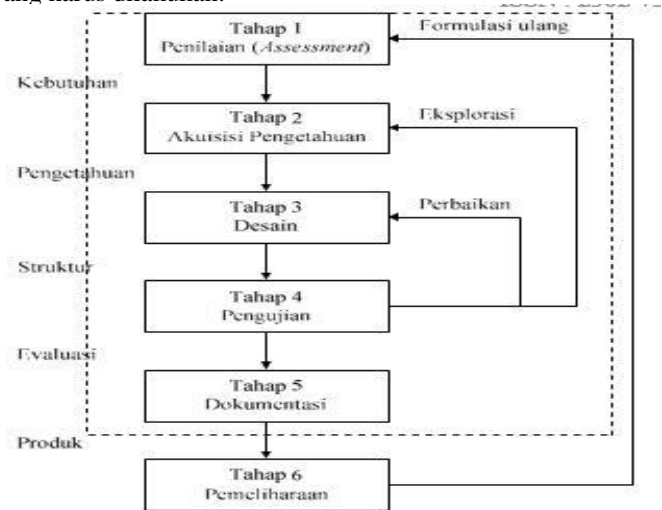 Tahap 1
Penilaian (Assessment)
Formulasi ulang
Kebutuhan
Tahap 2
Akuisisi Pengetahuan
Eksplorasi
Pengetahuan
Tahap 3
Desain
Perbaikan
Struktur
Tahap 4
Pengujian
Evaluasi
Tahap 5
Dokumentasi
Produk
Tahap 6
Pemeliharaan